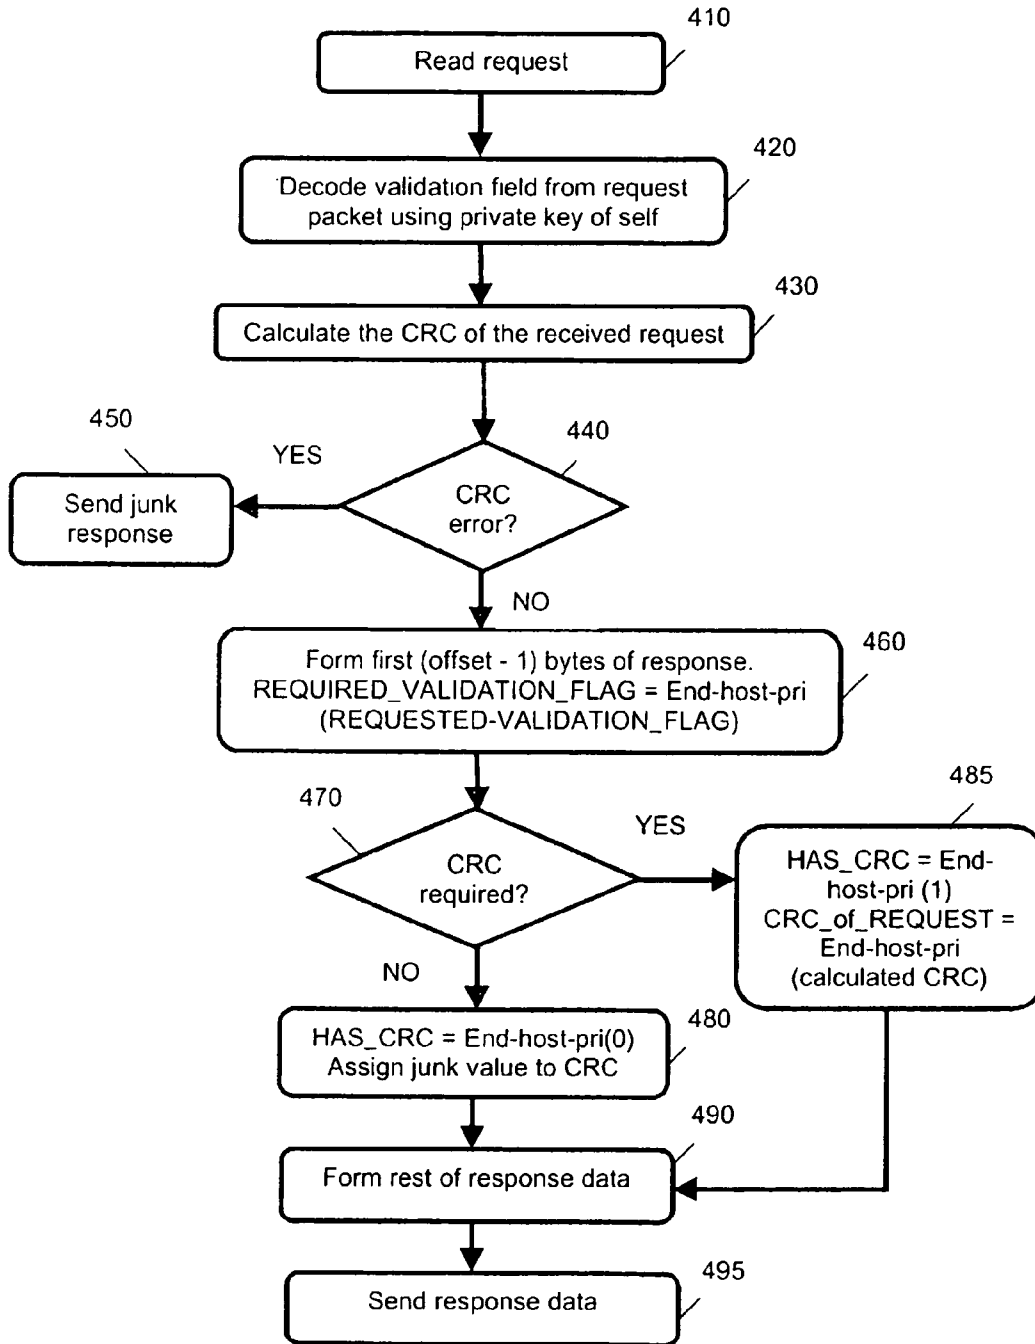 410
Read request
420
Decode validation field from request
packet using private key of self
430
Calculate the CRC of the received request
450
YES
440
CRC
error?
Send junk
response
NO
460
Form first (offset - 1) bytes of response.
REQUIRED_VALIDATION_FLAG = End-host-pri
(REQUESTED-VALIDATION_FLAG)
470
YES
485
CRC
required?
HAS_CRC = End-
host-pri (1)
CRC_of_REQUEST =
End-host-pri
(calculated CRC)
NO
HAS_CRC = End-host-pri(0)
Assign junk value to CRC
480
490
Form rest of response data
495
Send response data